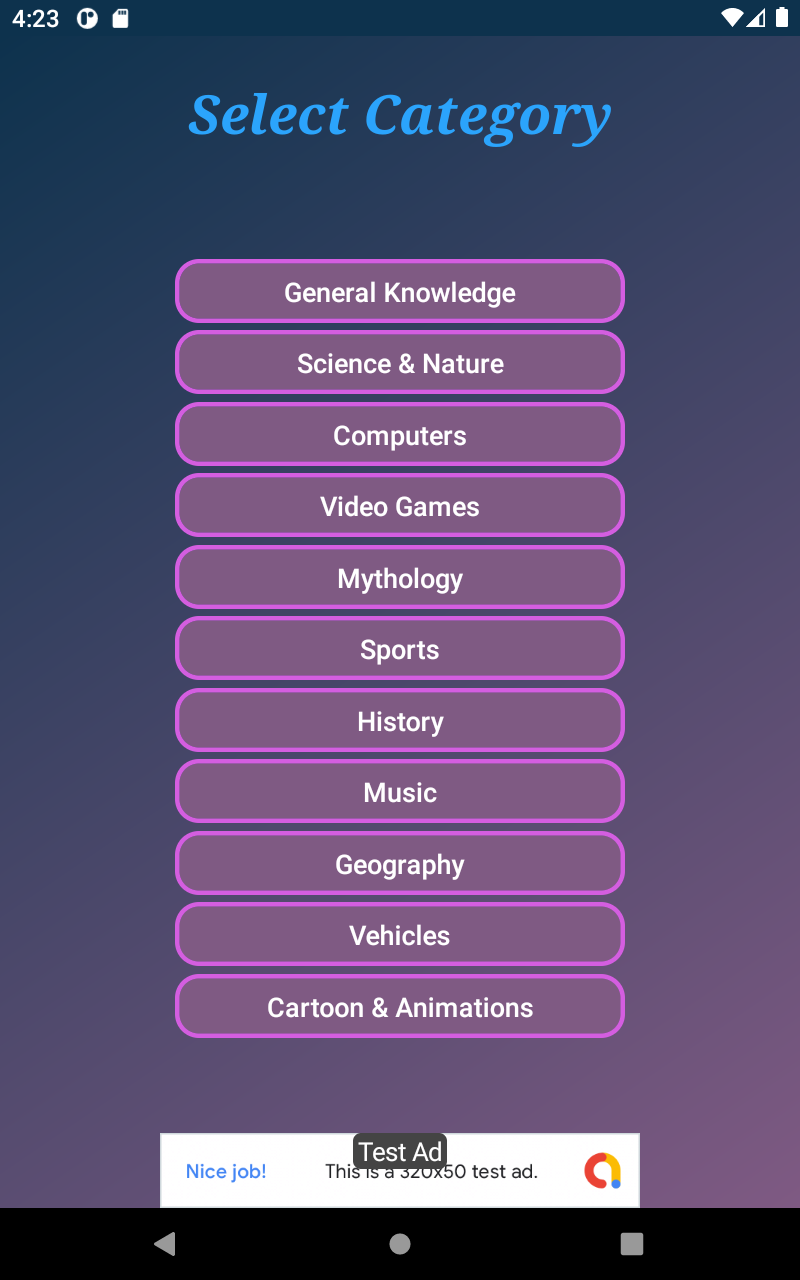 4:23
Select Category
General Knowledge
Science & Nature
Computers
Video Games
Mythology
Sports
History
Music
Geography
Vehicles
Cartoon & Animations
Test Ad
Nice job! This is a 320x50 test ad.